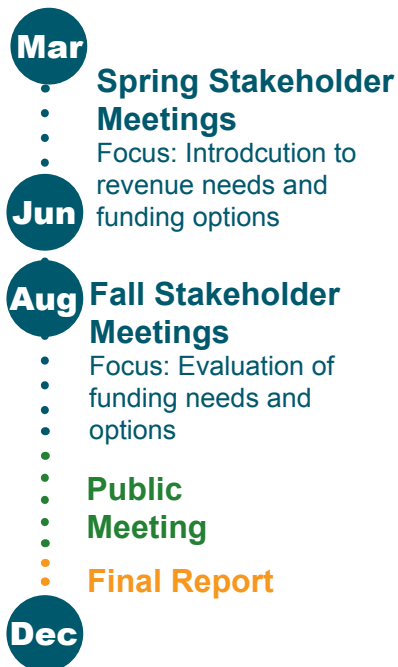 Mar
Spring Stakeholder
Meetings
Focus: Introdcution to
revenue needs and
funding options
Jun
Aug
Fall Stakeholder
Meetings
Focus: Evaluation of
funding needs and
options
Public
Meeting
Final Report
Dec